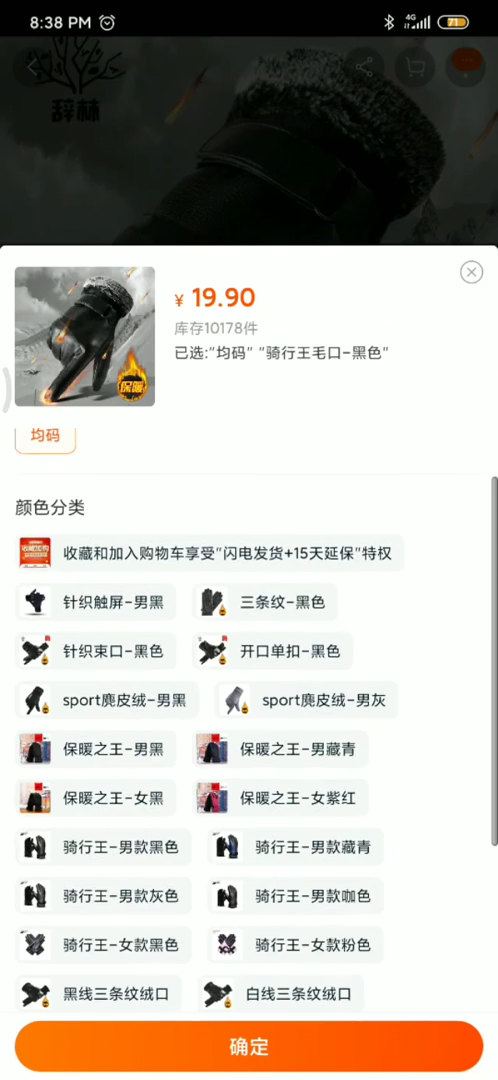 8:38 PM 4G 71
辞林
¥ 19.90
库存10178件
已选:"均码" "骑行王毛口-黑色"
保暖
均码
颜色分类
收藏和加入购物车享受"闪电发货+15天延保"特权
针织触屏-男黑 三条纹-黑色
针织束口-黑色 开口单扣-黑色
sport麂皮绒-男黑 sport麂皮绒-男灰
保暖之王-男黑 保暖之王-男藏青
保暖之王-女黑 保暖之王-女紫红
骑行王-男款黑色 骑行王-男款藏青
骑行王-男款灰色 骑行王-男款咖色
骑行王-女款黑色 骑行王-女款粉色
黑线三条纹绒口 白线三条纹绒口
确定